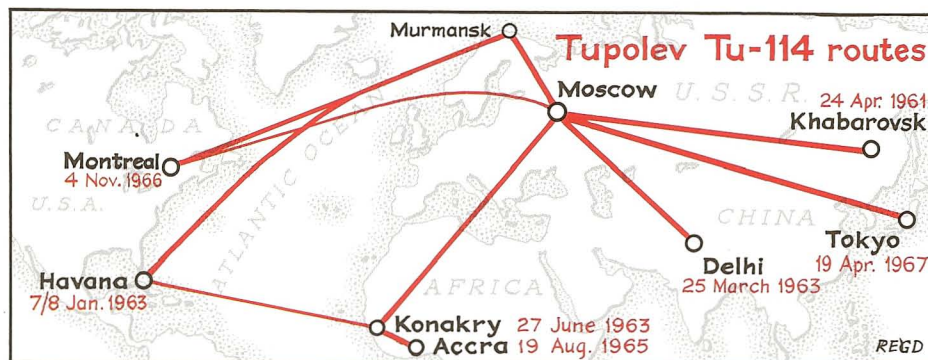 Murmansk
Tupolev Tu-114 routes
Moscow
U.S.S.R.
24 Apr. 1961
Khabarovsk
CANADA
Montreal
4 Nov. 1966
U.S.A.
ATLANTIC OCEAN
CHINA
Tokyo
19 Apr. 1967
Delhi
25 March 1963
Havana
7/8 Jan. 1963
AFRICA
Konakry 27 June 1963
Accra 19 Aug. 1965
REGD